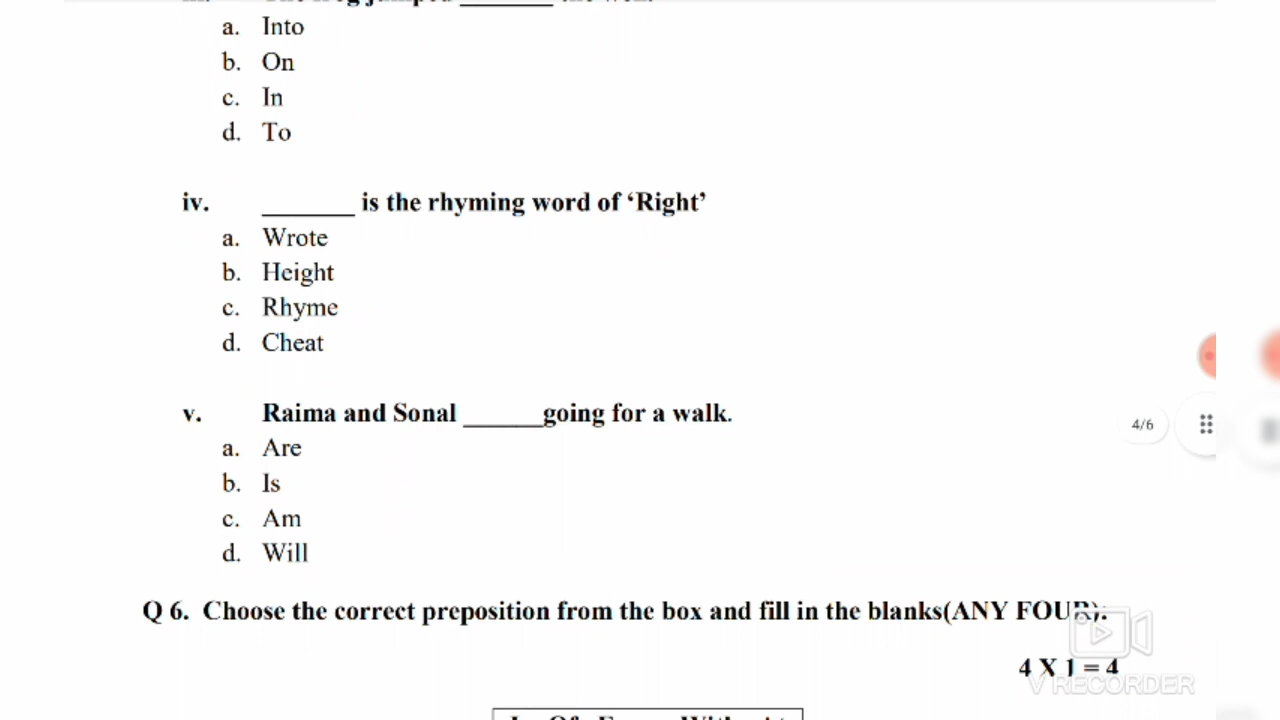 a. Into
b. On
c. In
d. To
iv. _______ is the rhyming word of ‘Right’
a. Wrote
b. Height
c. Rhyme
d. Cheat
v. Raima and Sonal ______going for a walk.
a. Are
b. Is
c. Am
d. Will
4/6
Q 6. Choose the correct preposition from the box and fill in the blanks(ANY FOUR):
4 X 1 = 4
V RECORDER